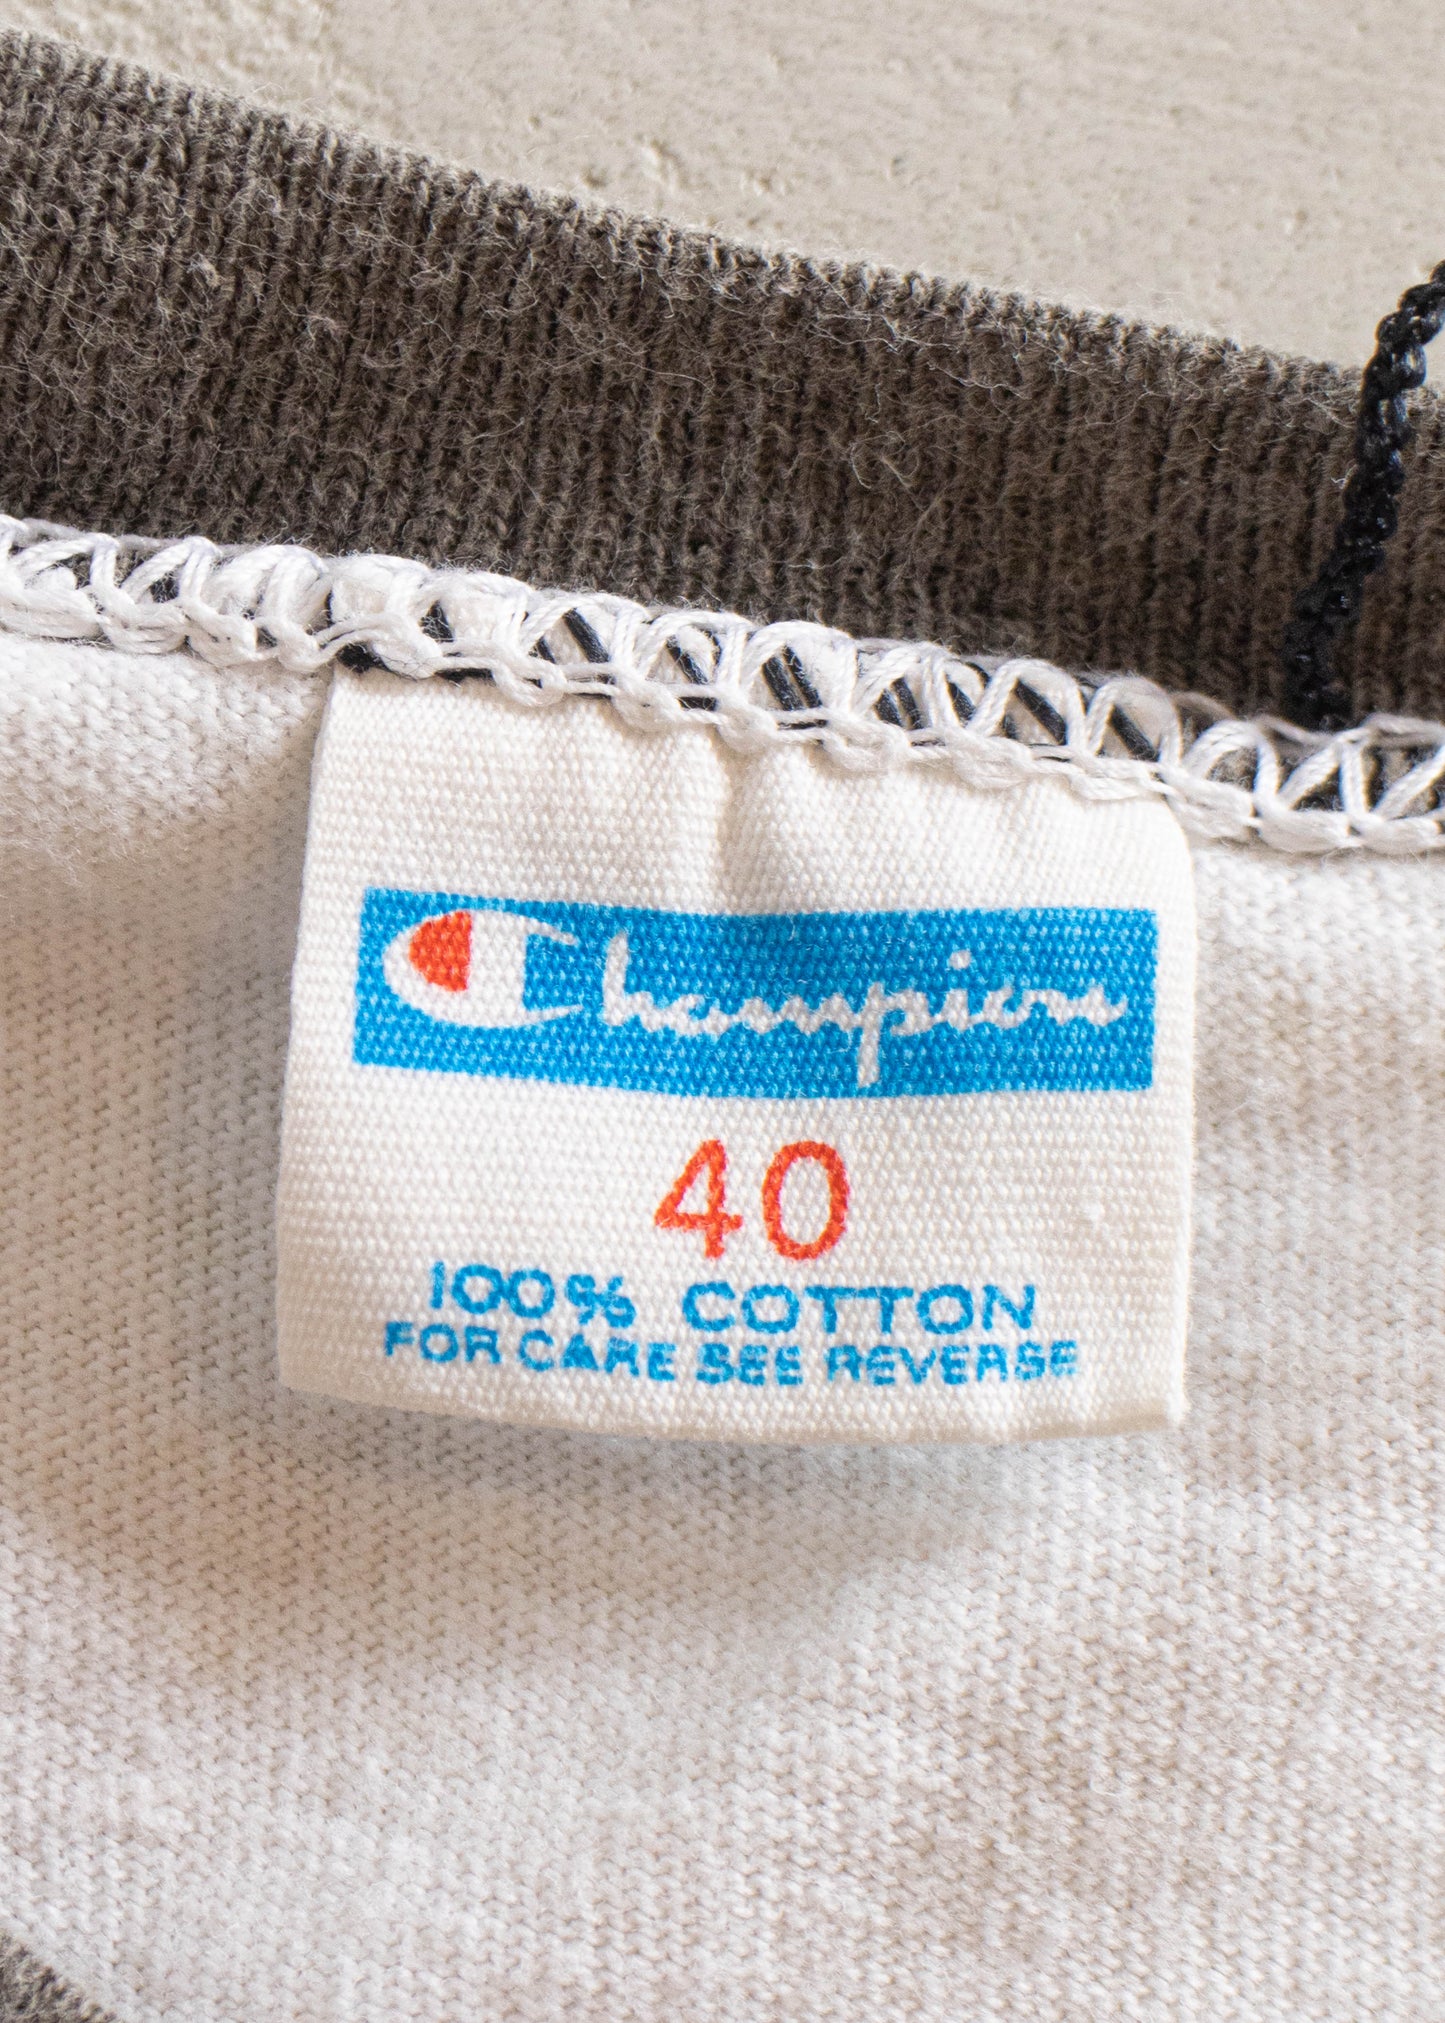 Champion
40
100% COTTON
FOR CARE SEE REVERSE